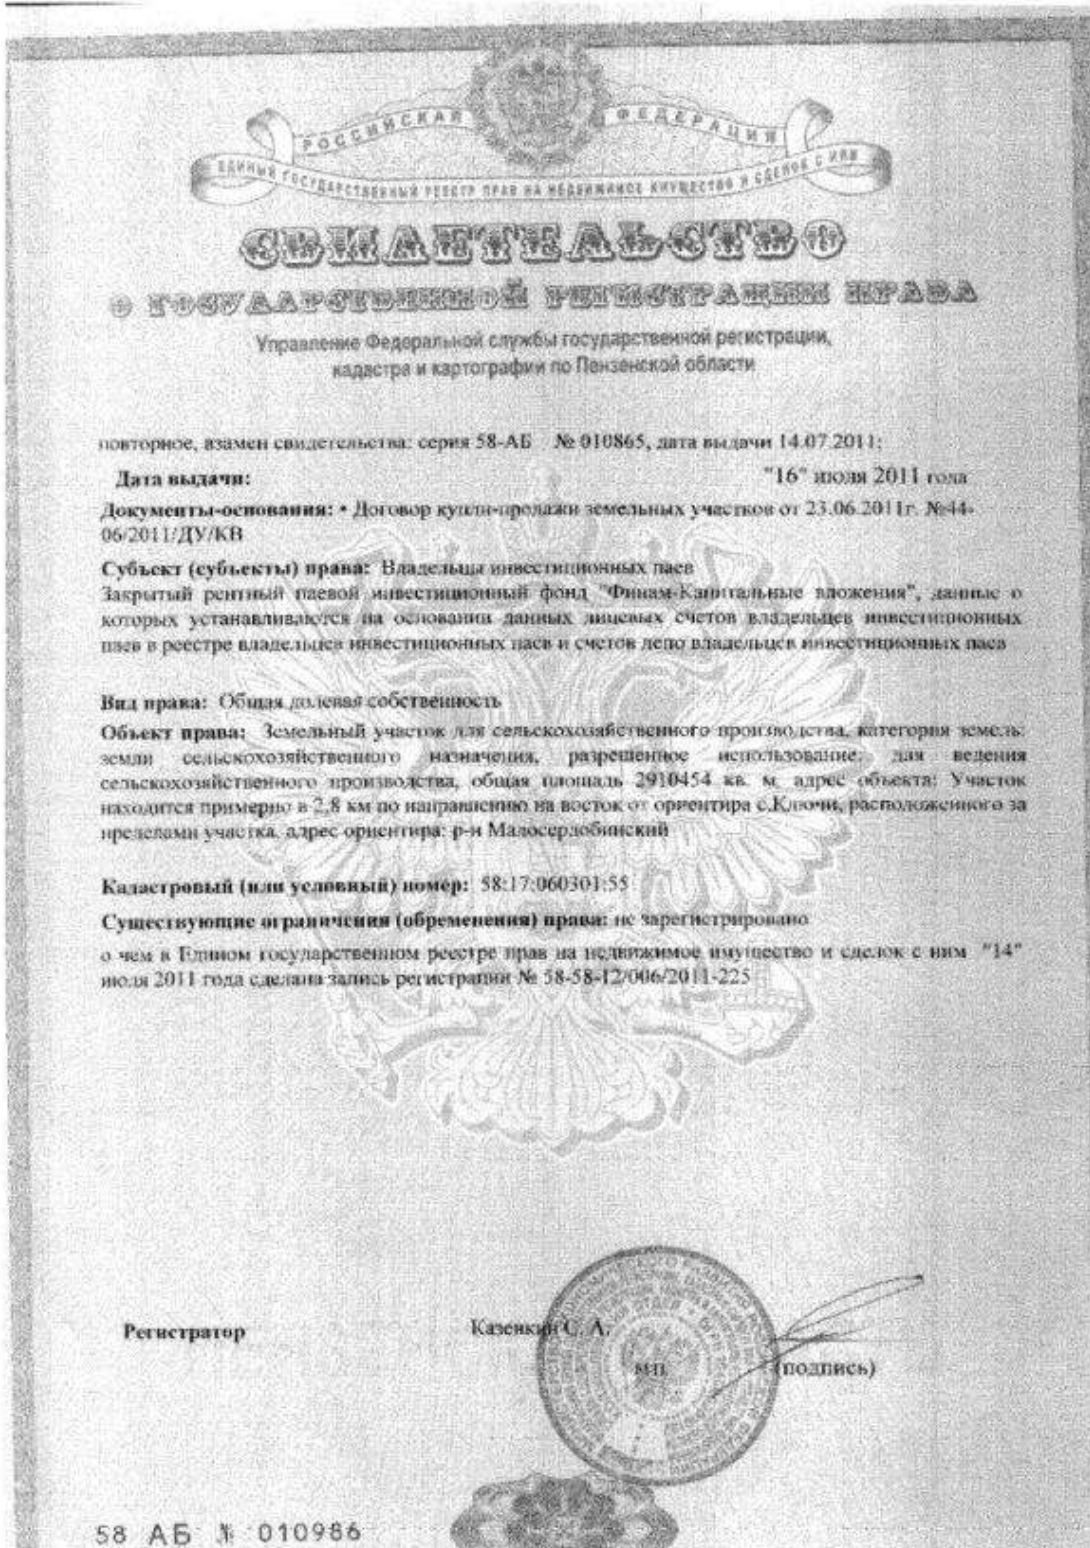 РОССИЙСКАЯ ФЕДЕРАЦИЯ
ЕДИНЫЙ ГОСУДАРСТВЕННЫЙ РЕЕСТР ПРАВ НА НЕДВИЖИМОЕ ИМУЩЕСТВО И СДЕЛОК С НИМ
СВИДЕТЕЛЬСТВО
О ГОСУДАРСТВЕННОЙ РЕГИСТРАЦИИ ПРАВА
Управление Федеральной службы государственной регистрации,
кадастра и картографии по Пензенской области
повторное, взамен свидетельства: серия 58-АБ № 010865, дата выдачи 14.07.2011;
Дата выдачи: "16" июля 2011 года
Документы-основания: • Договор купли-продажи земельных участков от 23.06.2011г. №44-
06/2011/ДУ/КВ
Субъект (субъекты) права: Владельцы инвестиционных паев
Закрытый рентный паевой инвестиционный фонд "Финам-Капитальные вложения", данные о
которых устанавливаются на основании данных лицевых счетов владельцев инвестиционных
паев в реестре владельцев инвестиционных паев и счетов депо владельцев инвестиционных паев
Вид права: Общая долевая собственность
Объект права: Земельный участок для сельскохозяйственного производства, категория земель:
земли сельскохозяйственного назначения, разрешенное использование: для ведения
сельскохозяйственного производства, общая площадь 2910454 кв. м, адрес объекта: Участок
находится примерно в 2,8 км по направлению на восток от ориентира с.Ключи, расположенного за
пределами участка, адрес ориентира: р-н Малосердобинский
Кадастровый (или условный) номер: 58:17:060301:55
Существующие ограничения (обременения) права: не зарегистрировано
о чем в Едином государственном реестре прав на недвижимое имущество и сделок с ним "14"
июля 2011 года сделана запись регистрации № 58-58-12/006/2011-225
Регистратор Казенкин С. А.
м.п. (подпись)
58 АБ № 010986